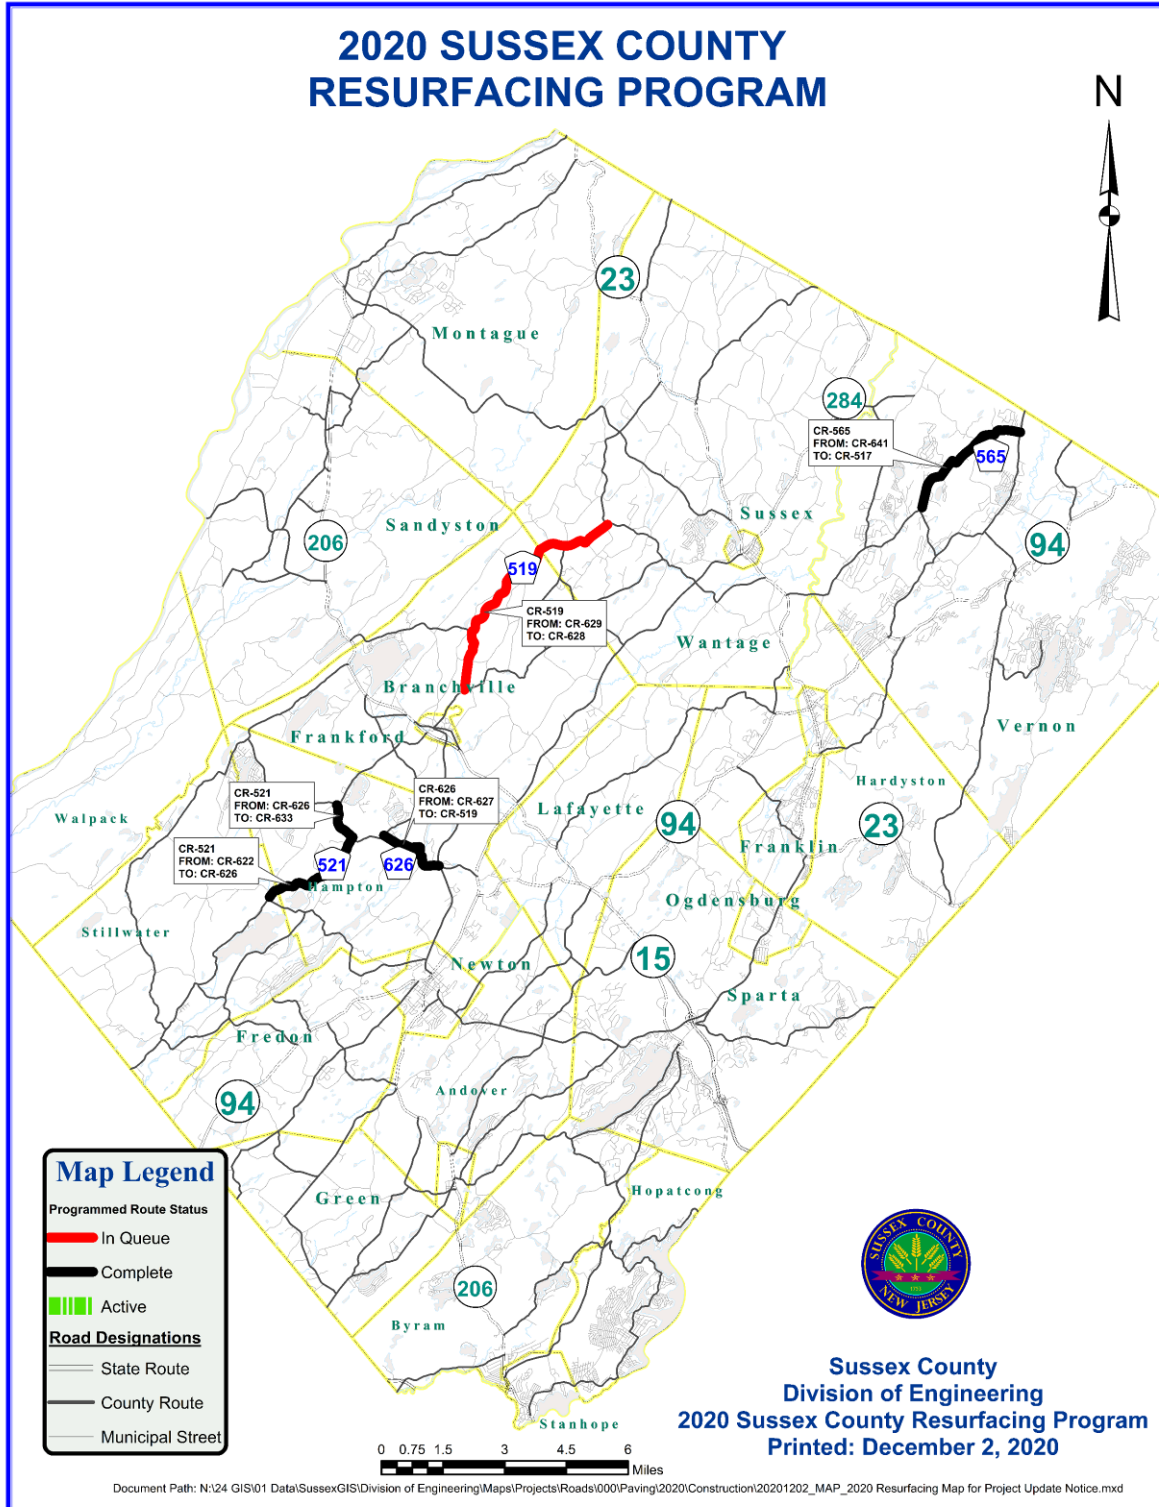 2020 SUSSEX COUNTY
RESURFACING PROGRAM
N
23
Montague
284
CR-565
FROM: CR-641
TO: CR-517
565
Sandyston
Sussex
206
94
519
CR-519
FROM: CR-629
TO: CR-628
Wantage
Branchville
Vernon
Frankford
Hardyston
CR-626
FROM: CR-627
TO: CR-519
CR-521
FROM: CR-626
TO: CR-633
Lafayette
Walpack
94
23
Franklin
CR-521
FROM: CR-622
TO: CR-626
521
626
Hampton
Ogdensburg
Stillwater
Newton
15
Sparta
Fredon
Andover
94
Map Legend
Programmed Route Status
In Queue
Complete
Active
Road Designations
State Route
County Route
Municipal Street
Green
Hopatcong
206
Byram
Stanhope
SUSSEX COUNTY
1753
NEW JERSEY
Sussex County
Division of Engineering
2020 Sussex County Resurfacing Program
Printed: December 2, 2020
0 0.75 1.5 3 4.5 6
Miles
Document Path: N:\24 GIS\01 Data\SussexGIS\Division of Engineering\Maps\Projects\Roads\000\Paving\2020\Construction\20201202_MAP_2020 Resurfacing Map for Project Update Notice.mxd